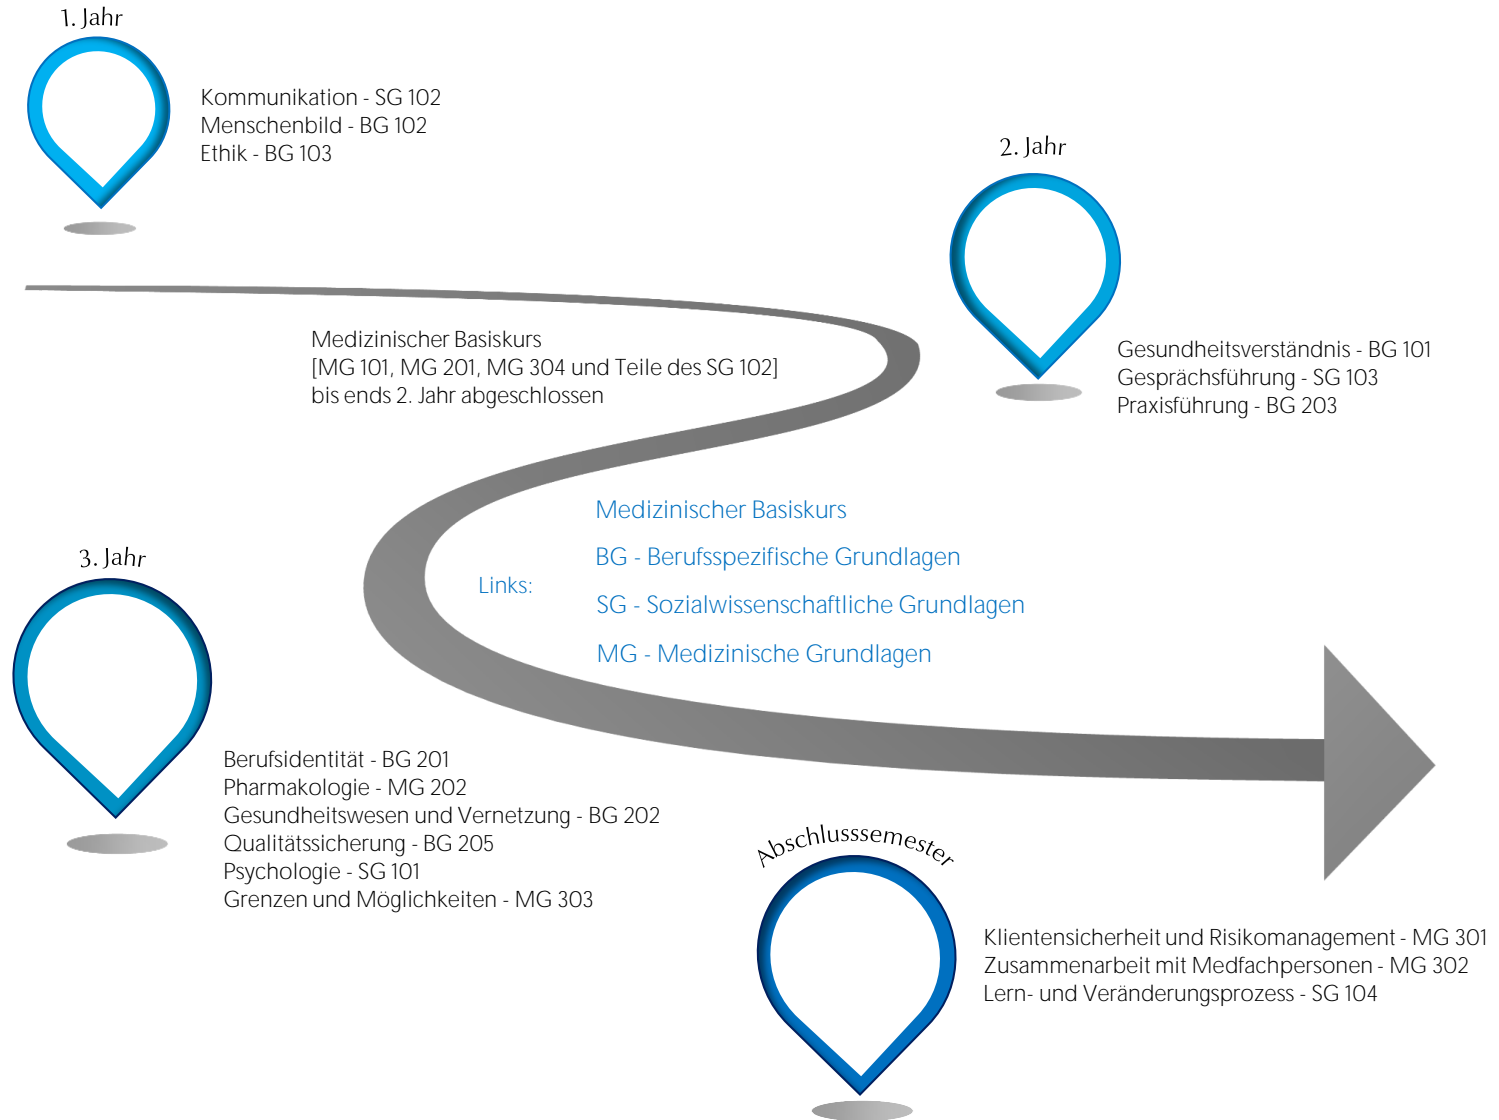 1. Jahr
Kommunikation - SG 102
Menschenbild - BG 102
Ethik - BG 103
2. Jahr
Gesundheitsverständnis - BG 101
Gesprächsführung - SG 103
Praxisführung - BG 203
Medizinischer Basiskurs
[MG 101, MG 201, MG 304 und Teile des SG 102]
bis ends 2. Jahr abgeschlossen
Links:
Medizinischer Basiskurs
BG - Berufsspezifische Grundlagen
SG - Sozialwissenschaftliche Grundlagen
MG - Medizinische Grundlagen
3. Jahr
Berufsidentität - BG 201
Pharmakologie - MG 202
Gesundheitswesen und Vernetzung - BG 202
Qualitätssicherung - BG 205
Psychologie - SG 101
Grenzen und Möglichkeiten - MG 303
Abschlusssemester
Klientensicherheit und Risikomanagement - MG 301
Zusammenarbeit mit Medfachpersonen - MG 302
Lern- und Veränderungsprozess - SG 104